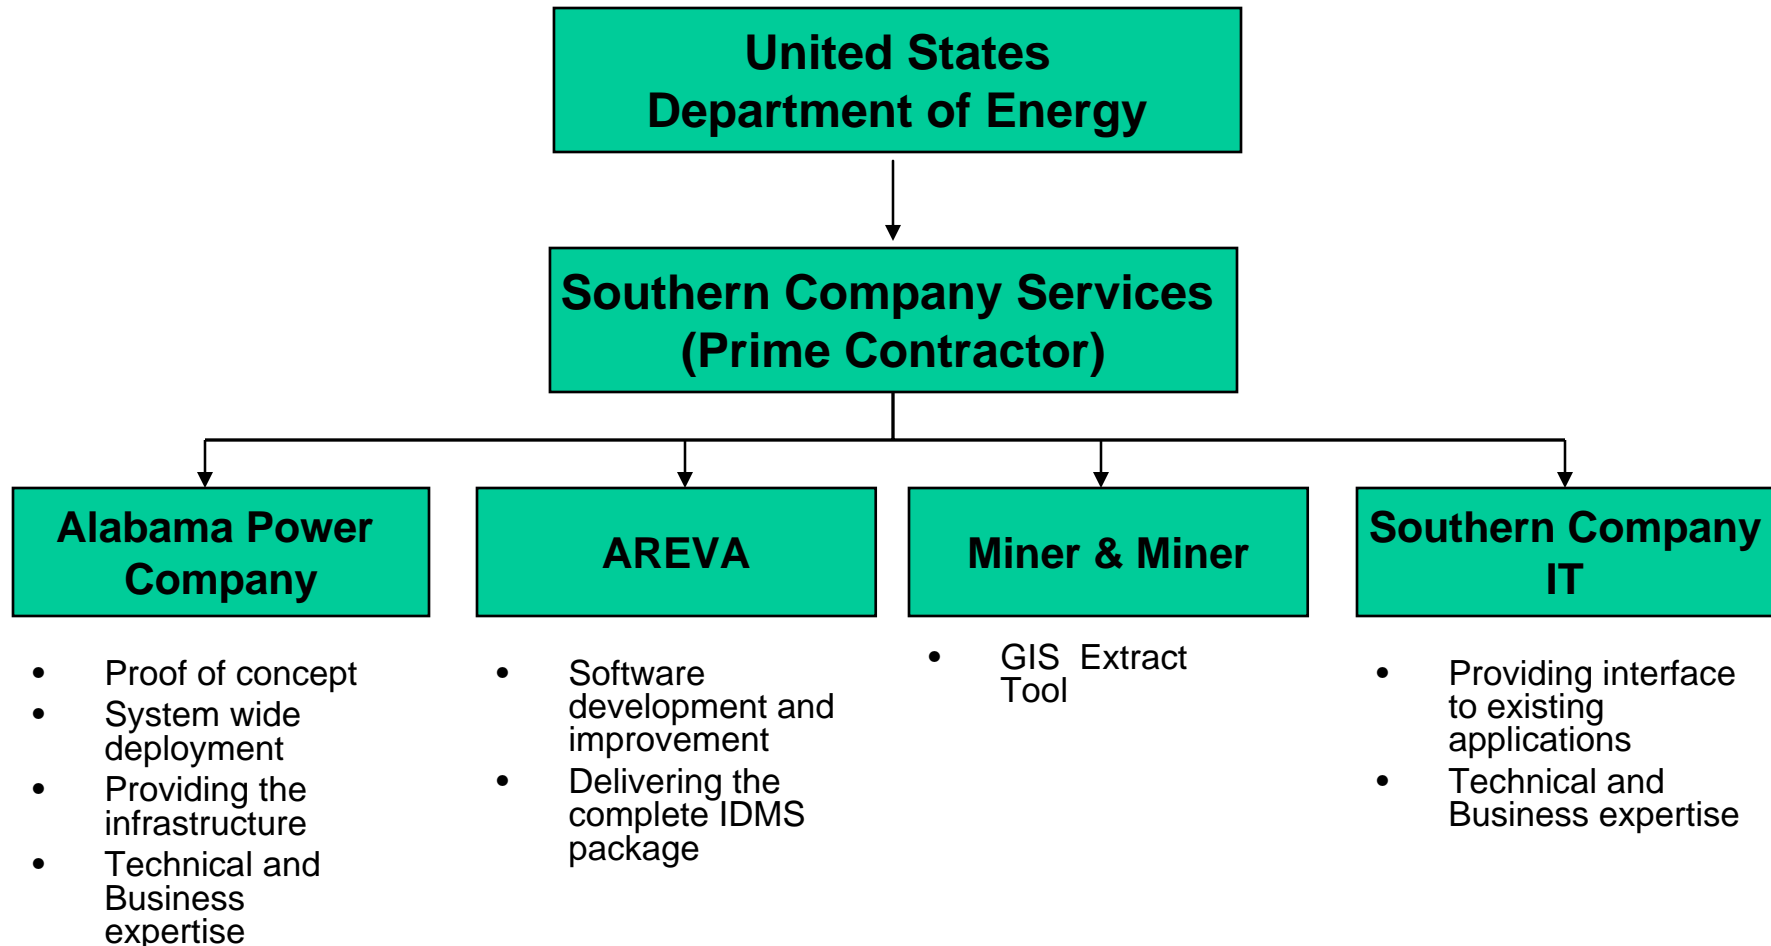 United States
Department of Energy
Southern Company Services
(Prime Contractor)
Alabama Power
Company
AREVA
Miner & Miner
Southern Company
IT
• Proof of concept
• System wide
deployment
• Providing the
infrastructure
• Technical and
Business
expertise
• Software
development and
improvement
• Delivering the
complete IDMS
package
• GIS Extract
Tool
• Providing interface
to existing
applications
• Technical and
Business expertise